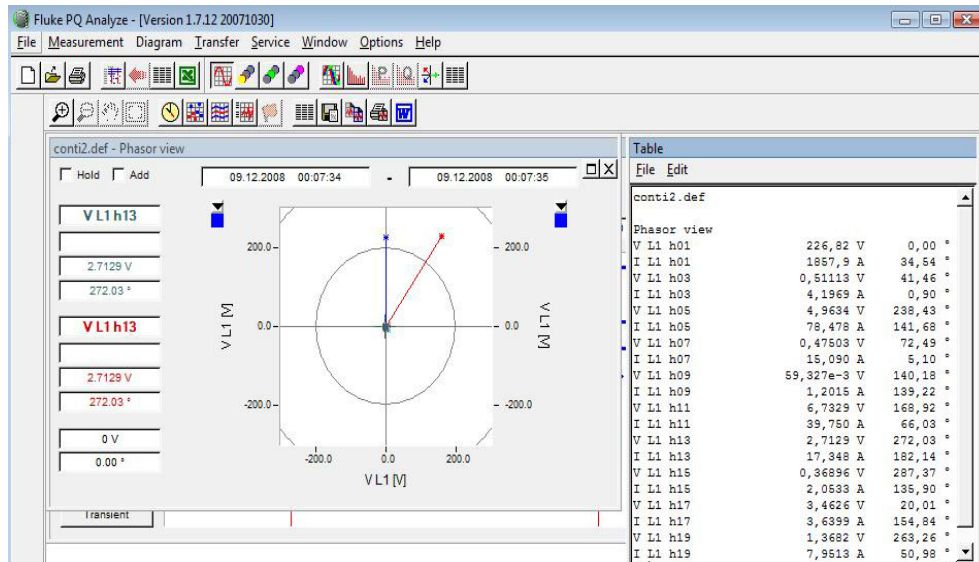 Fluke PQ Analyze - [Version 1.7.12 20071030]
File Measurement Diagram Transfer Service Window Options Help
conti2.def - Phasor view
Hold Add 09.12.2008 00:07:34 - 09.12.2008 00:07:35
V L1 h13
2.7129 V
272.03 °
V L1 h13
2.7129 V
272.03 °
0 V
0.00 °
200.0
0.0
-200.0
V L1 [V]
200.0
0.0
-200.0
V L1 [V]
-200.0 0.0 200.0
V L1 [V]
Transient
Table
File Edit
conti2.def
Phasor view
V L1 h01 226,82 V 0,00 °
I L1 h01 1857,9 A 34,54 °
V L1 h03 0,51113 V 41,46 °
I L1 h03 4,1969 A 0,90 °
V L1 h05 4,9634 V 238,43 °
I L1 h05 78,478 A 141,68 °
V L1 h07 0,47503 V 72,49 °
I L1 h07 15,090 A 5,10 °
V L1 h09 59,327e-3 V 140,18 °
I L1 h09 1,2015 A 139,22 °
V L1 h11 6,7329 V 168,92 °
I L1 h11 39,750 A 66,03 °
V L1 h13 2,7129 V 272,03 °
I L1 h13 17,348 A 182,14 °
V L1 h15 0,36896 V 287,37 °
I L1 h15 2,0533 A 135,90 °
V L1 h17 3,4626 V 20,01 °
I L1 h17 3,6399 A 154,84 °
V L1 h19 1,3682 V 263,26 °
I L1 h19 7,9513 A 50,98 °